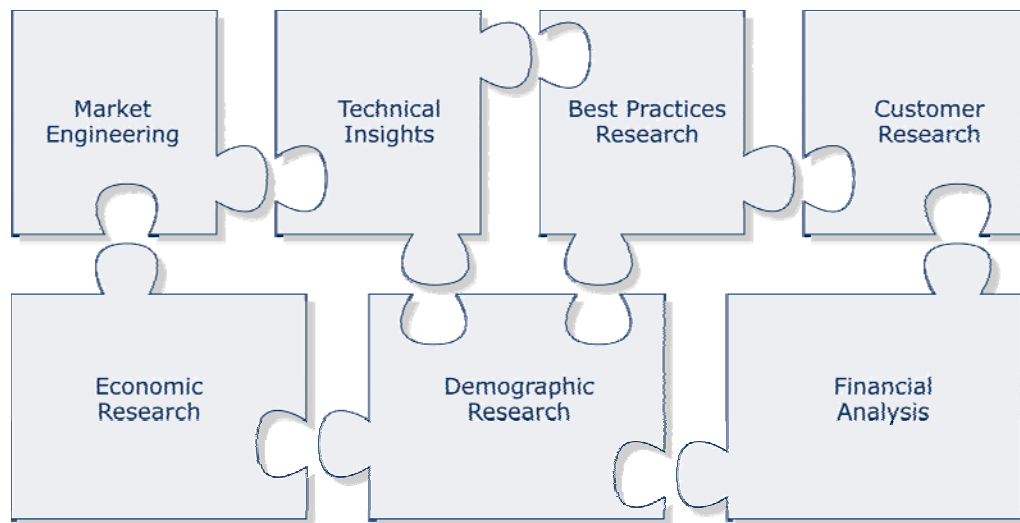 Market
Engineering
Technical
Insights
Best Practices
Research
Customer
Research
Economic
Research
Demographic
Research
Financial
Analysis